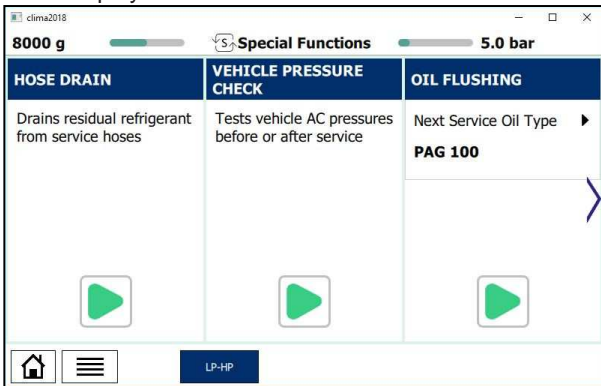 clima2018
8000 g
S
Special Functions
5.0 bar
HOSE DRAIN
VEHICLE PRESSURE
CHECK
OIL FLUSHING
Drains residual refrigerant
from service hoses
Tests vehicle AC pressures
before or after service
Next Service Oil Type
PAG 100
LP-HP